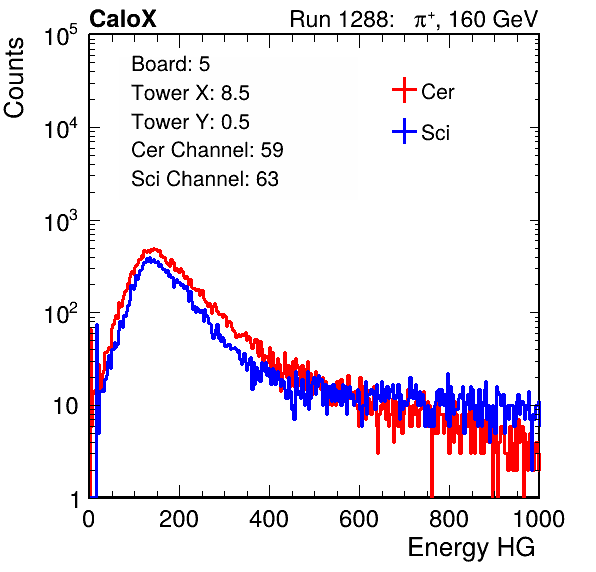 CaloX Run 1288: π⁺, 160 GeV
Board: 5
Tower X: 8.5
Tower Y: 0.5
Cer Channel: 59
Sci Channel: 63
Cer
Sci
Counts
10⁵
10⁴
10³
10²
10
1
0 200 400 600 800 1000
Energy HG